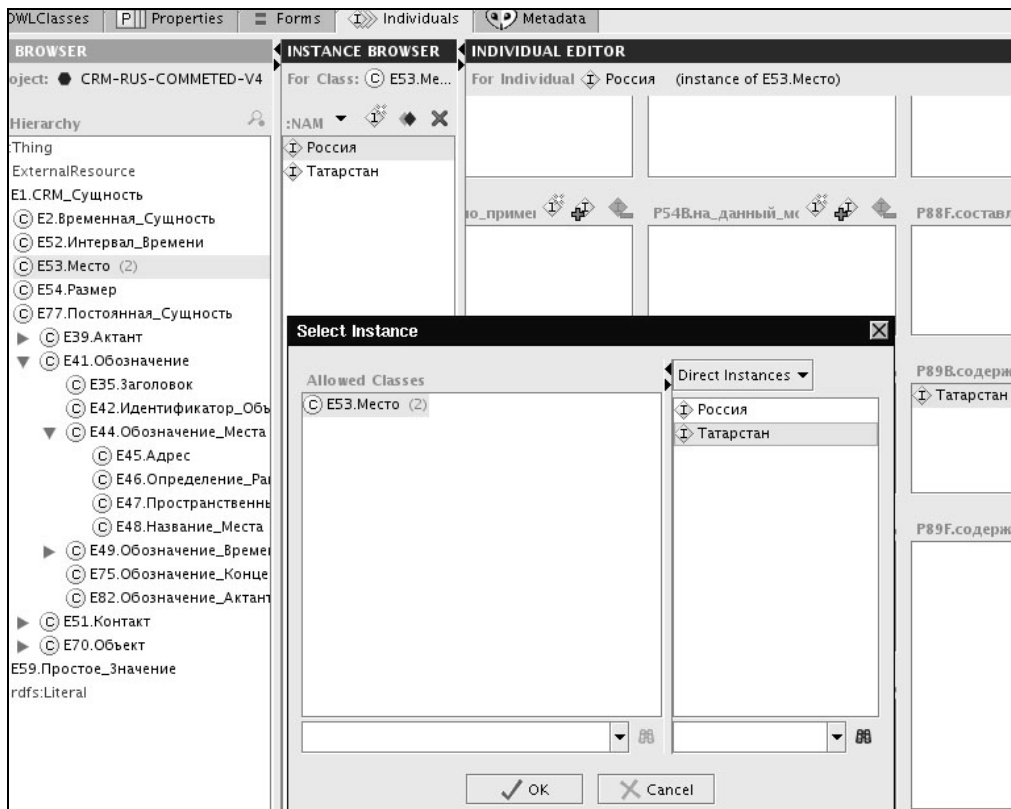 OWLClasses P Properties Forms Individuals Metadata
BROWSER
oject: CRM-RUS-COMMETED-V4
Hierarchy
:Thing
ExternalResource
E1.CRM_Сущность
C E2.Временная_Сущность
C E52.Интервал_Времени
C E53.Место (2)
C E54.Размер
C E77.Постоянная_Сущность
C E39.Актант
C E41.Обозначение
C E35.Заголовок
C E42.Идентификатор_Объ
C E44.Обозначение_Места
C E45.Адрес
C E46.Определение_Ра
C E47.Пространственнь
C E48.Название_Места
C E49.Обозначение_Времен
C E75.Обозначение_Конце
C E82.Обозначение_Актант
C E51.Контакт
C E70.Объект
E59.Простое_Значение
rdfs:Literal
INSTANCE BROWSER
For Class: C E53.Ме...
:NAM
I Россия
I Татарстан
INDIVIDUAL EDITOR
For Individual I Россия (instance of E53.Место)
ло_примен P54B.на_данный_мо P88F.составл
P89B.содерж
I Татарстан
P89F.содерж
Select Instance
Allowed Classes
C E53.Место (2)
Direct Instances
I Россия
I Татарстан
OK Cancel